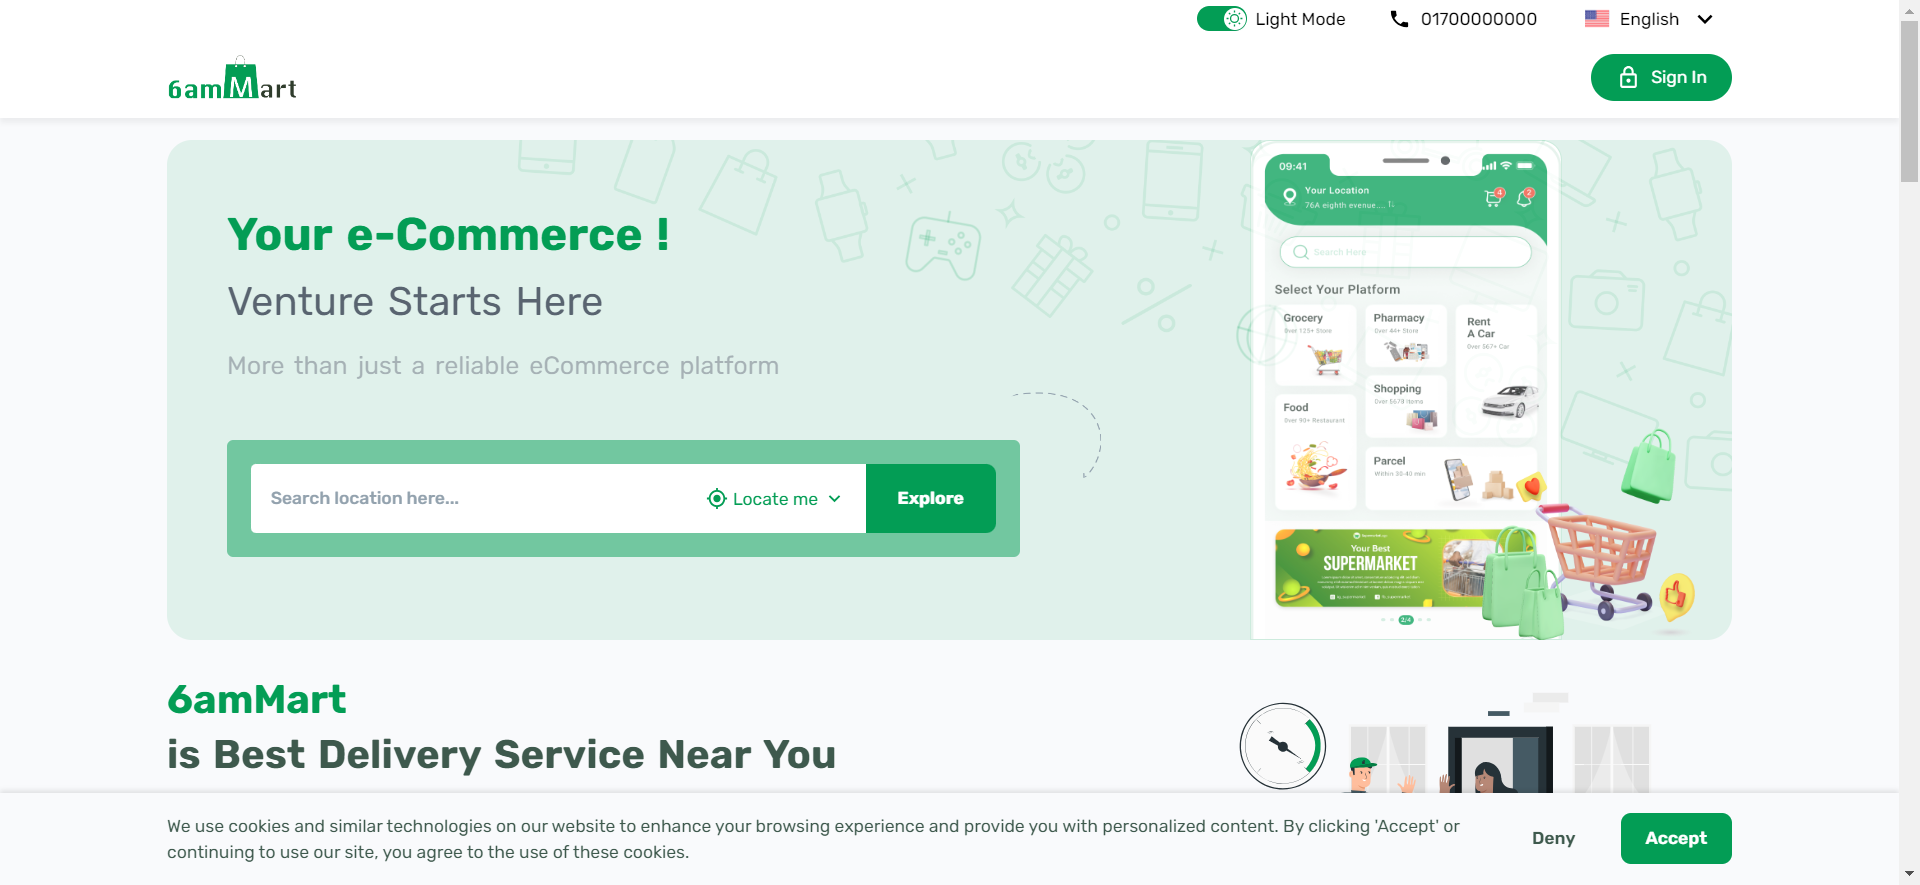 Light Mode
01700000000
English
6amMart
Sign In
Your e-Commerce !
Venture Starts Here
More than just a reliable eCommerce platform
Search location here...
Locate me
Explore
09:41
Your Location
76A eighth evenue....
4
2
Search Here
Select Your Platform
Grocery
Over 125+ Store
Pharmacy
Over 44+ Store
Rent
A Car
Over 567+ Car
Shopping
Over 5679 Items
Food
Over 90+ Restaurant
Parcel
Within 30-40 min
Your Best
SUPERMARKET
2/4
6amMart
is Best Delivery Service Near You
We use cookies and similar technologies on our website to enhance your browsing experience and provide you with personalized content. By clicking 'Accept' or
continuing to use our site, you agree to the use of these cookies.
Deny
Accept